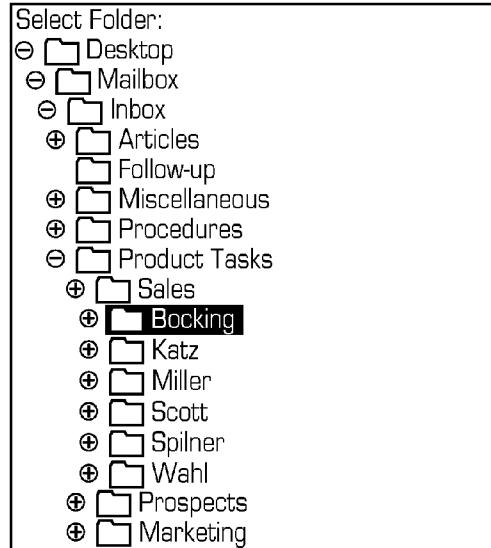 Select Folder:
Desktop
Mailbox
Inbox
Articles
Follow-up
Miscellaneous
Procedures
Product Tasks
Sales
Bocking
Katz
Miller
Scott
Spilner
Wahl
Prospects
Marketing